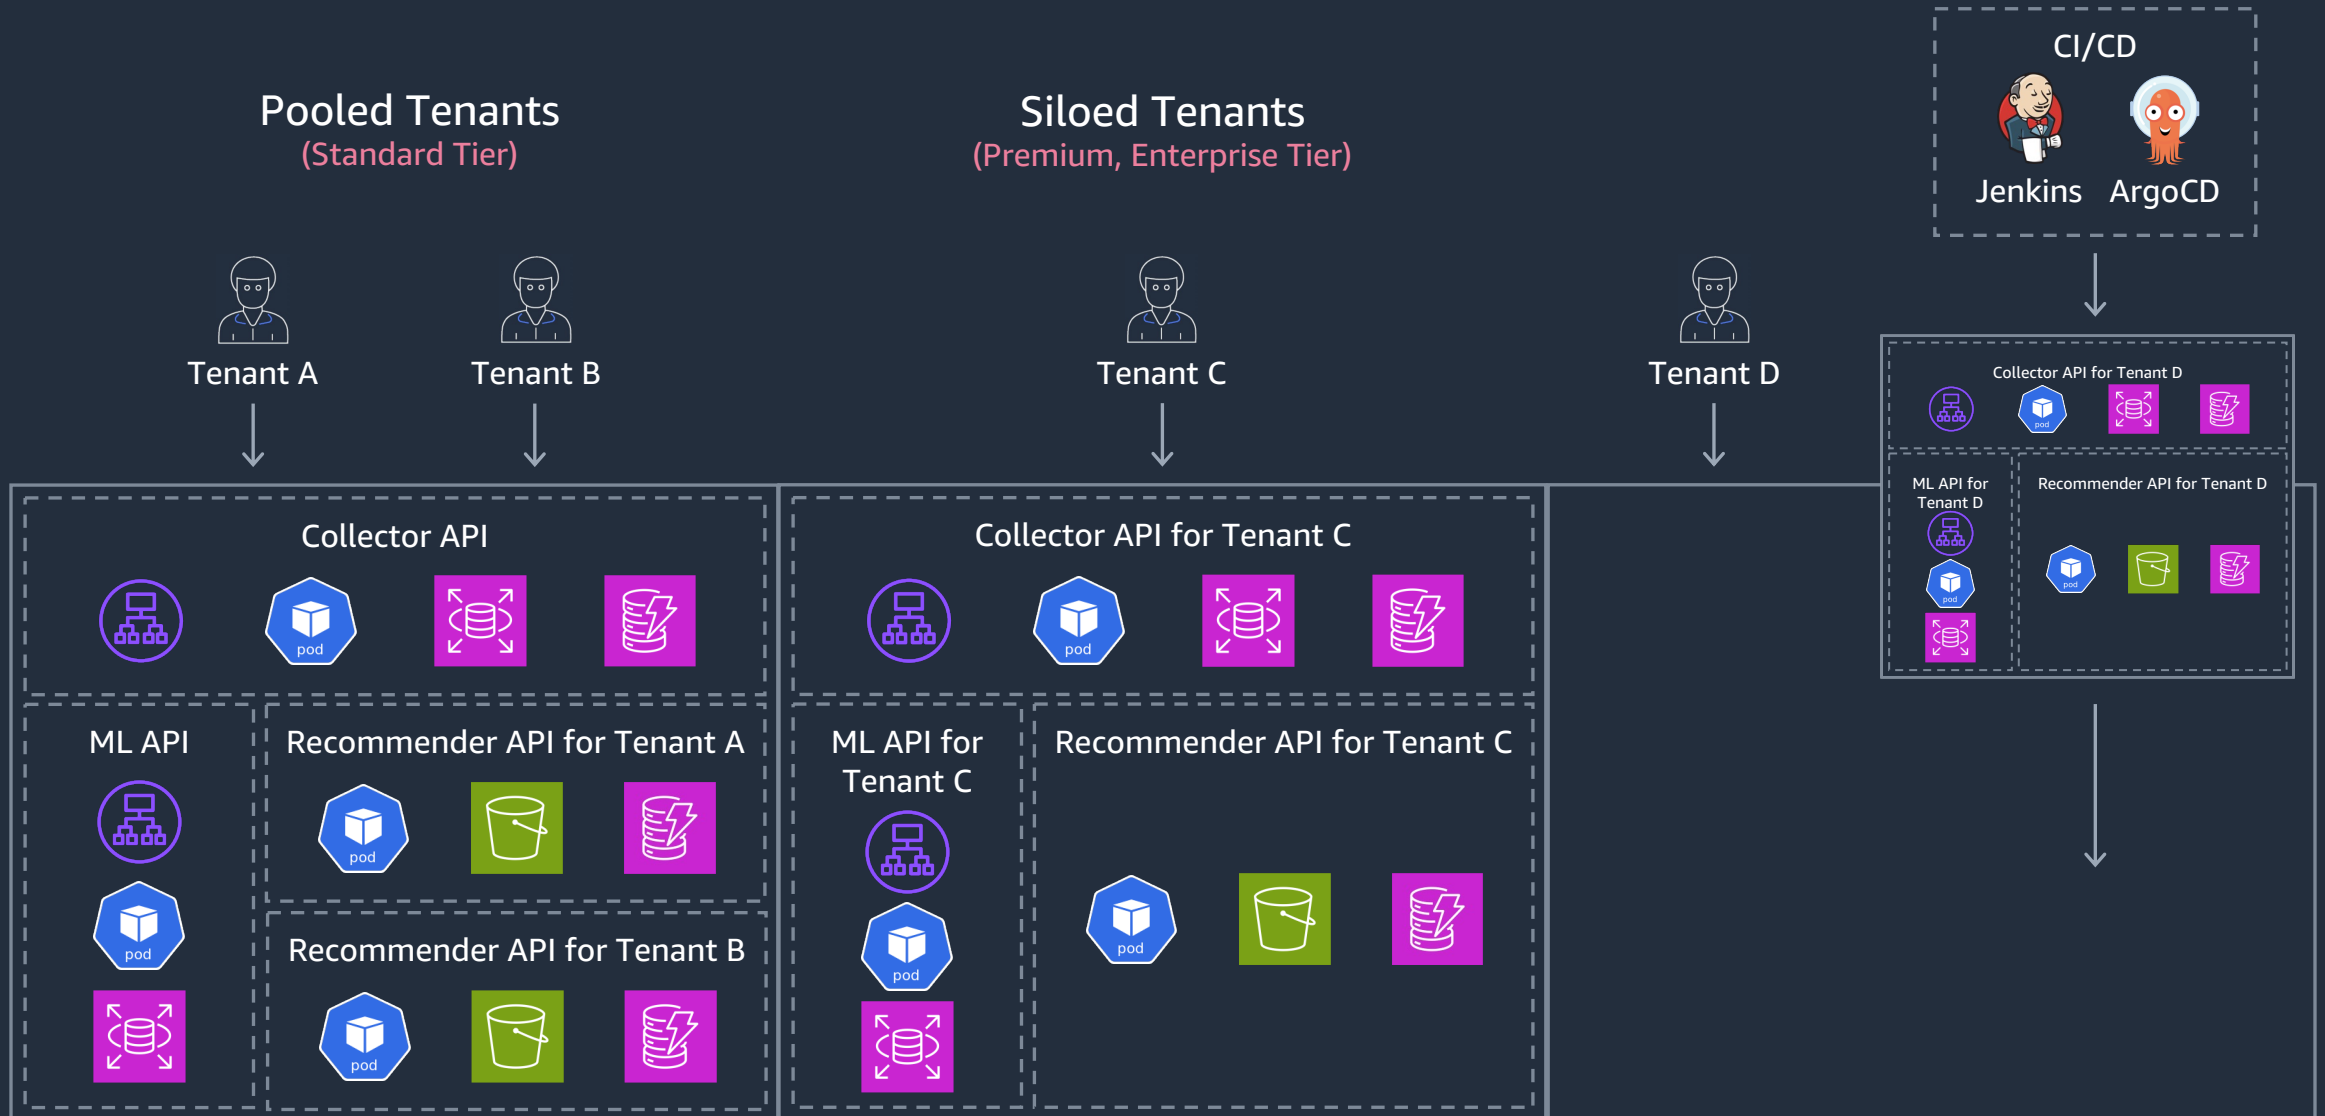 CI/CD
Jenkins
ArgoCD
Pooled Tenants
(Standard Tier)
Siloed Tenants
(Premium, Enterprise Tier)
Tenant A
Tenant B
Tenant C
Tenant D
Collector API for Tenant D
pod
ML API for
Tenant D
pod
Recommender API for Tenant D
pod
Collector API
pod
ML API
pod
Recommender API for Tenant A
pod
Recommender API for Tenant B
pod
Collector API for Tenant C
pod
ML API for
Tenant C
pod
Recommender API for Tenant C
pod